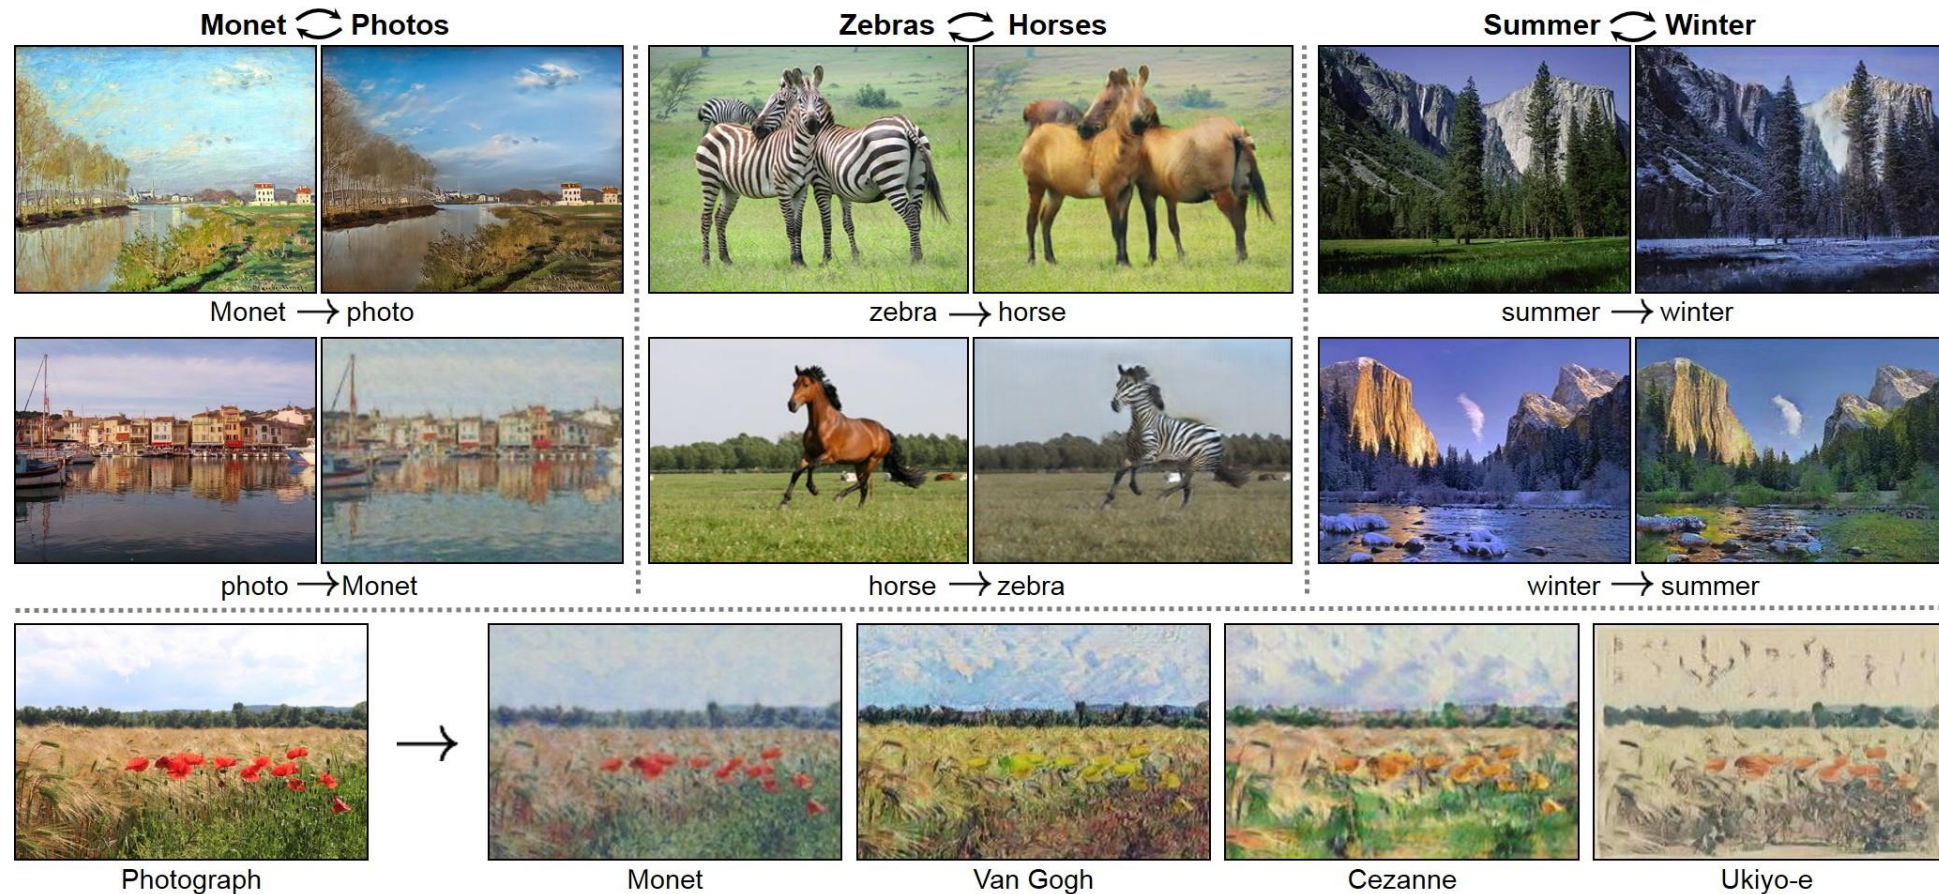 Monet Photos
Zebras Horses
Summer Winter
Monet → photo
zebra → horse
summer → winter
photo → Monet
horse → zebra
winter → summer
Photograph
Monet
Van Gogh
Cezanne
Ukiyo-e